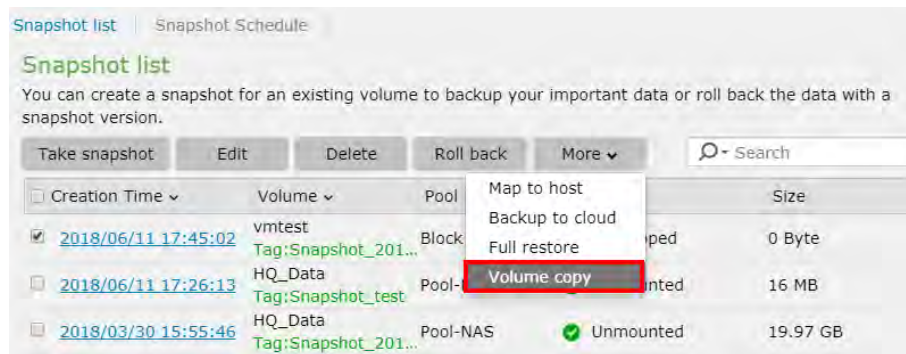 Snapshot list | Snapshot Schedule
Snapshot list
You can create a snapshot for an existing volume to backup your important data or roll back the data with a
snapshot version.
Take snapshot Edit Delete Roll back More Search
Creation Time Volume Pool Size
Map to host
Backup to cloud
Full restore
Volume copy
2018/06/11 17:45:02 vmtest Block 0 Byte
Tag:Snapshot_201...
2018/06/11 17:26:13 HQ_Data 16 MB
Tag:Snapshot_test
2018/03/30 15:55:46 HQ_Data Pool-NAS Unmounted 19.97 GB
Tag:Snapshot_201...